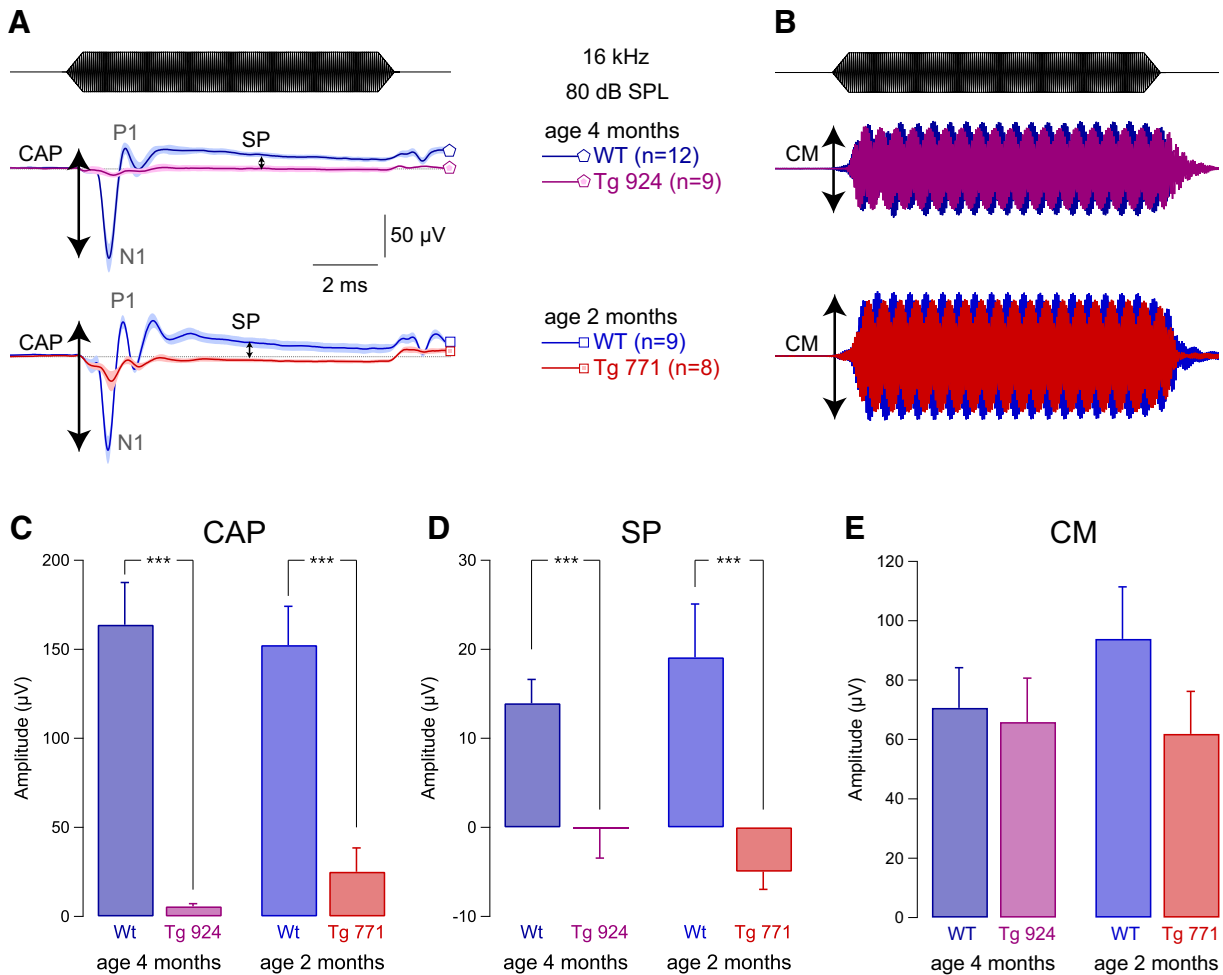 A
B
16 kHz
80 dB SPL
age 4 months
WT (n=12)
Tg 924 (n=9)
CAP
P1
SP
N1
50 µV
2 ms
CM
age 2 months
WT (n=9)
Tg 771 (n=8)
CAP
P1
SP
N1
CM
C
CAP
200
150
100
50
0
Amplitude (µV)
***
***
Wt
Tg 924
Wt
Tg 771
age 4 months
age 2 months
D
SP
30
20
10
0
-10
Amplitude (µV)
***
***
Wt
Tg 924
Wt
Tg 771
age 4 months
age 2 months
E
CM
120
100
80
60
40
20
0
Amplitude (µV)
WT
Tg 924
WT
Tg 771
age 4 months
age 2 months